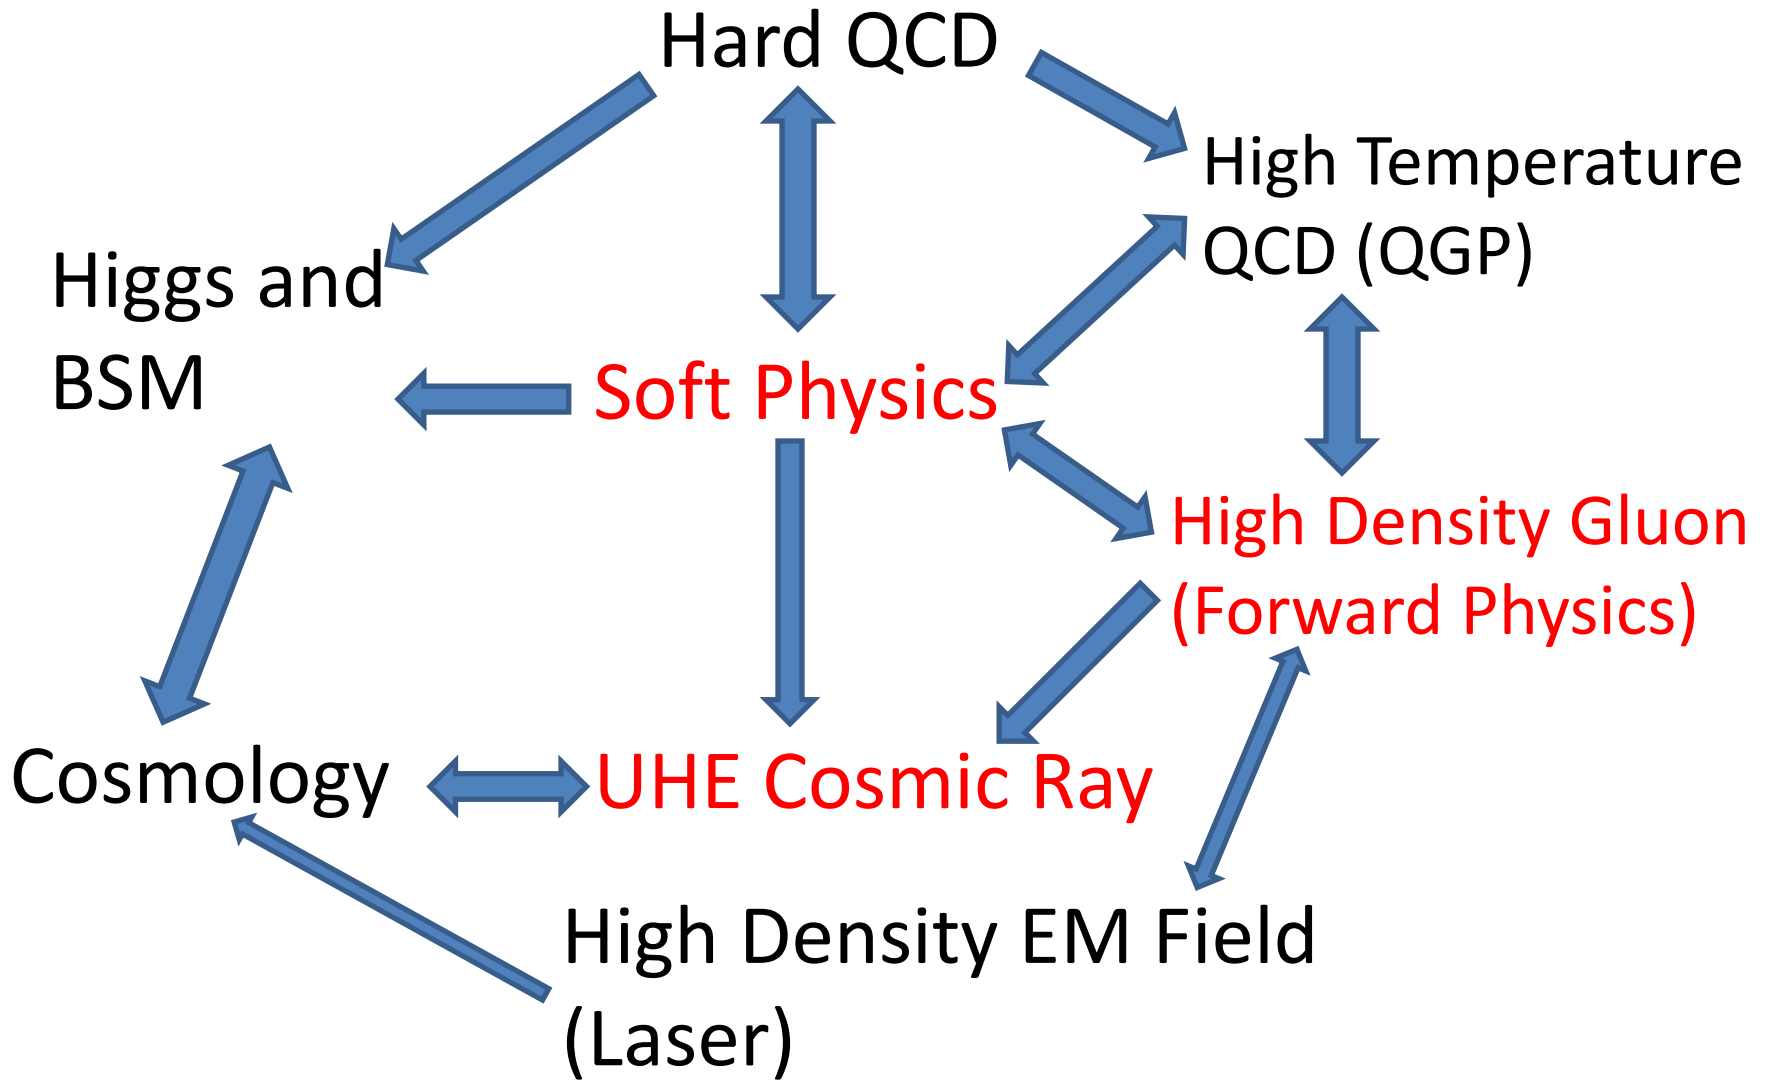 Hard QCD
High Temperature
QCD (QGP)
Higgs and
BSM
Soft Physics
High Density Gluon
(Forward Physics)
Cosmology
UHE Cosmic Ray
High Density EM Field
(Laser)